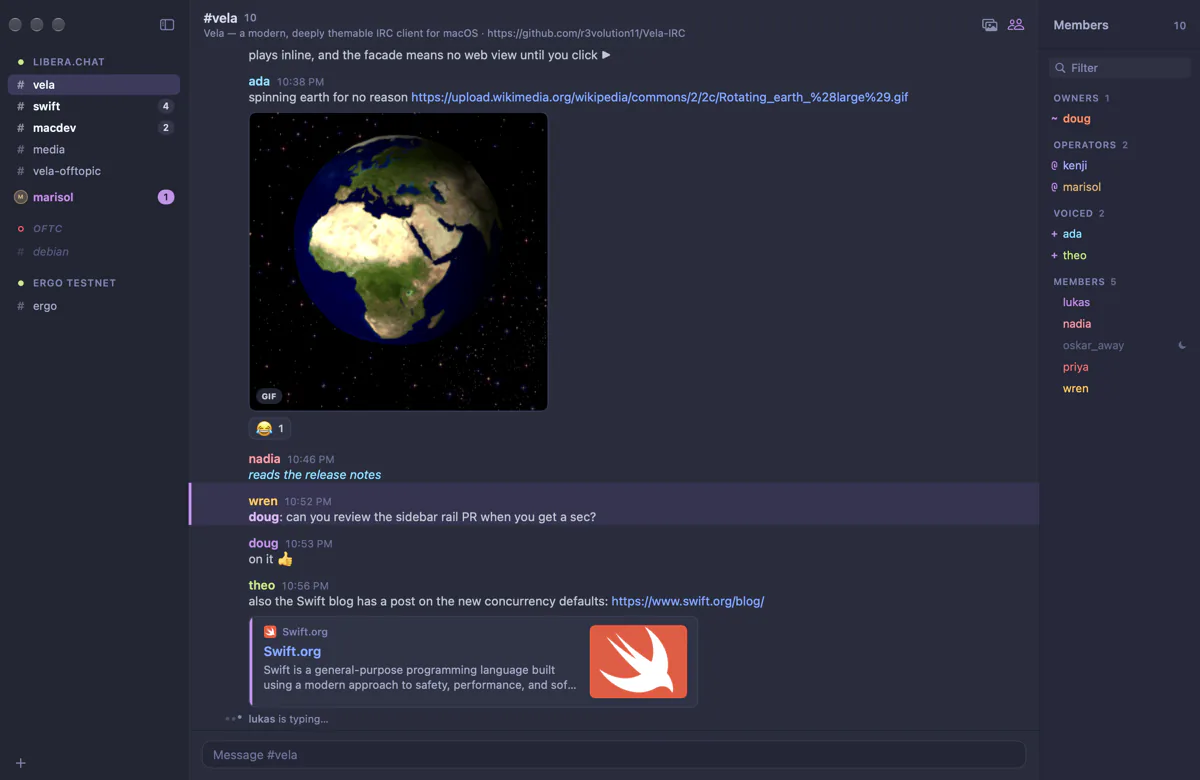 LIBERA.CHAT
# vela
# swift 4
# macdev 2
# media
# vela-offtopic
M marisol 1
OFTC
# debian
ERGO TESTNET
# ergo
+
#vela 10
Vela — a modern, deeply themable IRC client for macOS · https://github.com/r3volution11/Vela-IRC
plays inline, and the facade means no web view until you click ▶
ada 10:38 PM
spinning earth for no reason https://upload.wikimedia.org/wikipedia/commons/2/2c/Rotating_earth_%28large%29.gif
GIF
😂 1
nadia 10:46 PM
reads the release notes
wren 10:52 PM
doug: can you review the sidebar rail PR when you get a sec?
doug 10:53 PM
on it 👍
theo 10:56 PM
also the Swift blog has a post on the new concurrency defaults: https://www.swift.org/blog/
Swift.org
Swift.org
Swift is a general-purpose programming language built
using a modern approach to safety, performance, and sof...
lukas is typing...
Message #vela
Members 10
Filter
OWNERS 1
~ doug
OPERATORS 2
@ kenji
@ marisol
VOICED 2
+ ada
+ theo
MEMBERS 5
lukas
nadia
oskar_away
priya
wren